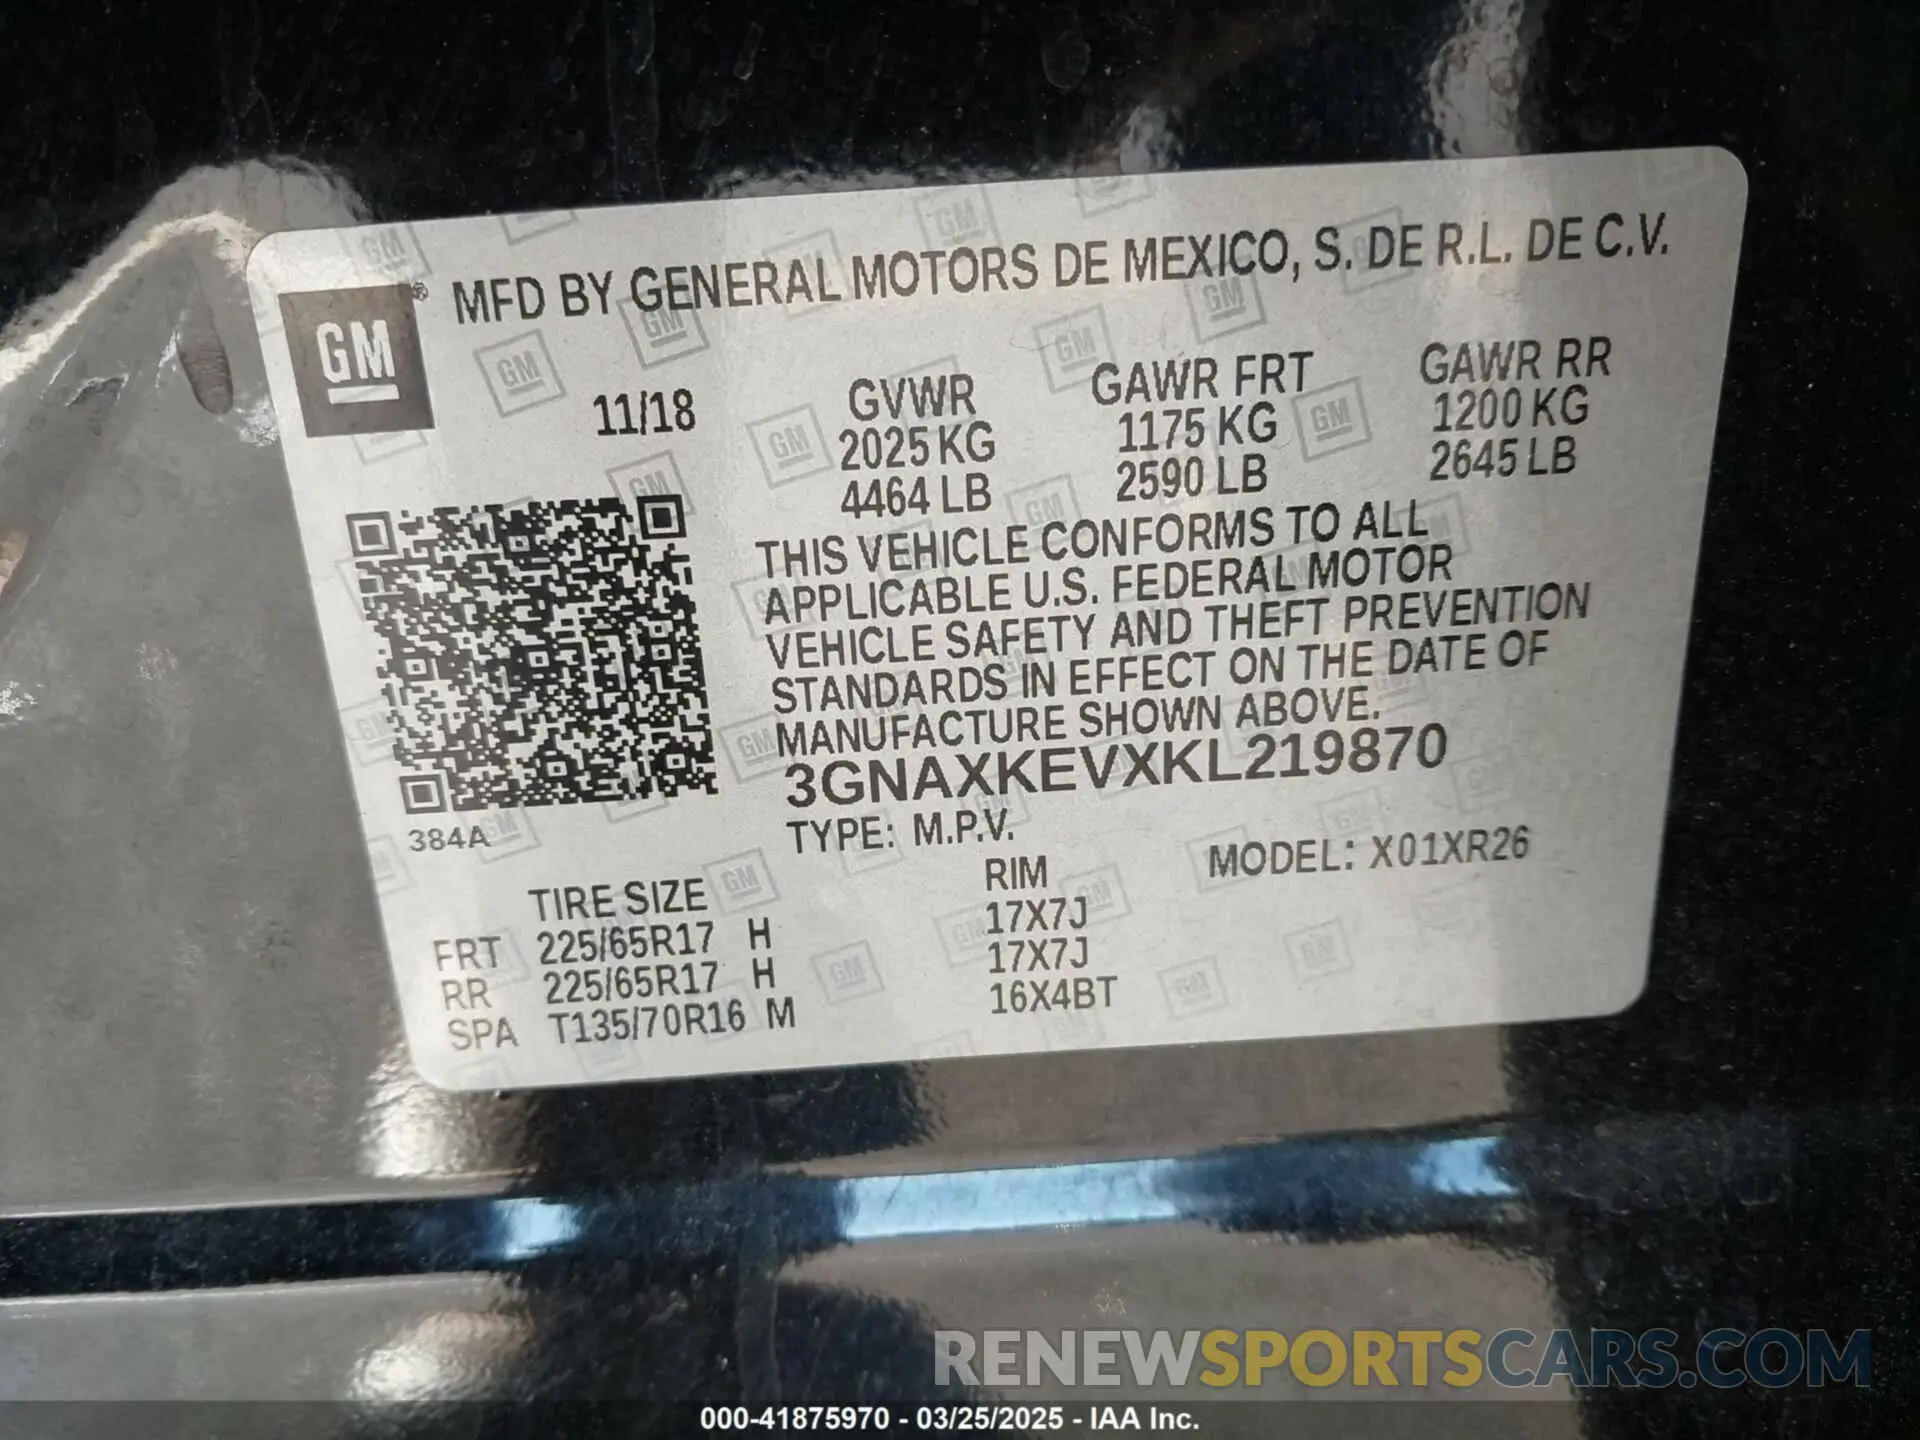 GM® MFD BY GENERAL MOTORS DE MEXICO, S. DE R.L. DE C.V.
11/18 GVWR GAWR FRT GAWR RR
2025 KG 1175 KG 1200 KG
4464 LB 2590 LB 2645 LB
THIS VEHICLE CONFORMS TO ALL
APPLICABLE U.S. FEDERAL MOTOR
VEHICLE SAFETY AND THEFT PREVENTION
STANDARDS IN EFFECT ON THE DATE OF
MANUFACTURE SHOWN ABOVE.
3GNAXKEVXKL219870
384A
TYPE: M.P.V. MODEL: X01XR26
TIRE SIZE RIM
FRT 225/65R17 H 17X7J
RR 225/65R17 H 17X7J
SPA T135/70R16 M 16X4BT
RENEWSPORTSCARS.COM
000-41875970 - 03/25/2025 - IAA Inc.